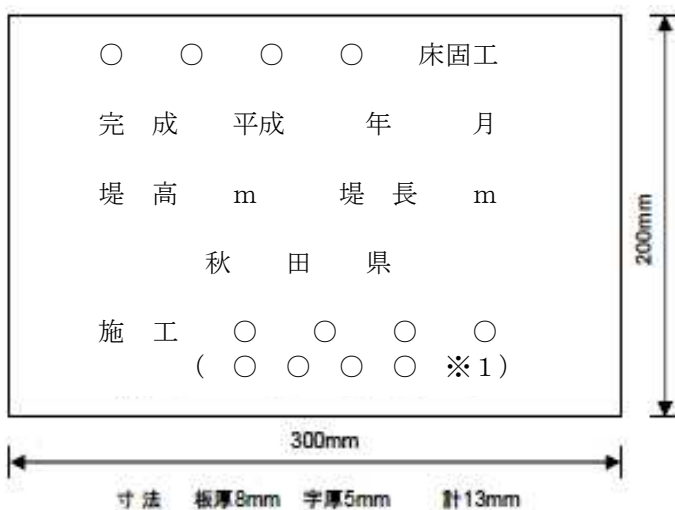 ○ ○ ○ ○ 床固工
完 成 平成 年 月
堤 高 m 堤 長 m
秋 田 県
施 工 ○ ○ ○ ○
( ○ ○ ○ ○ ※1)
200mm
300mm
寸 法 板厚8mm 字厚5mm 計13mm